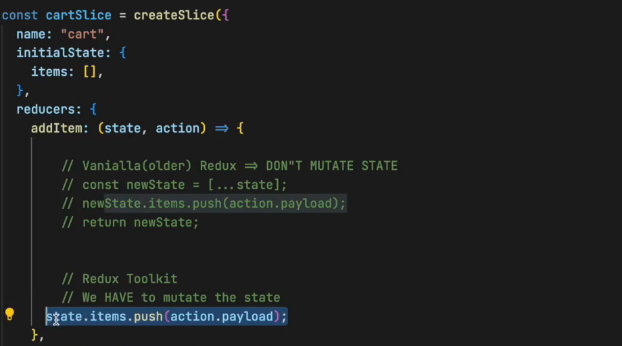 const cartSlice = createSlice({
name: "cart",
initialState: {
items: [],
},
reducers: {
addItem: (state, action) => {
// Vanialla(older) Redux => DON"T MUTATE STATE
// const newState = [...state];
// newState.items.push(action.payload);
// return newState;
// Redux Toolkit
// We HAVE to mutate the state
state.items.push(action.payload);
},